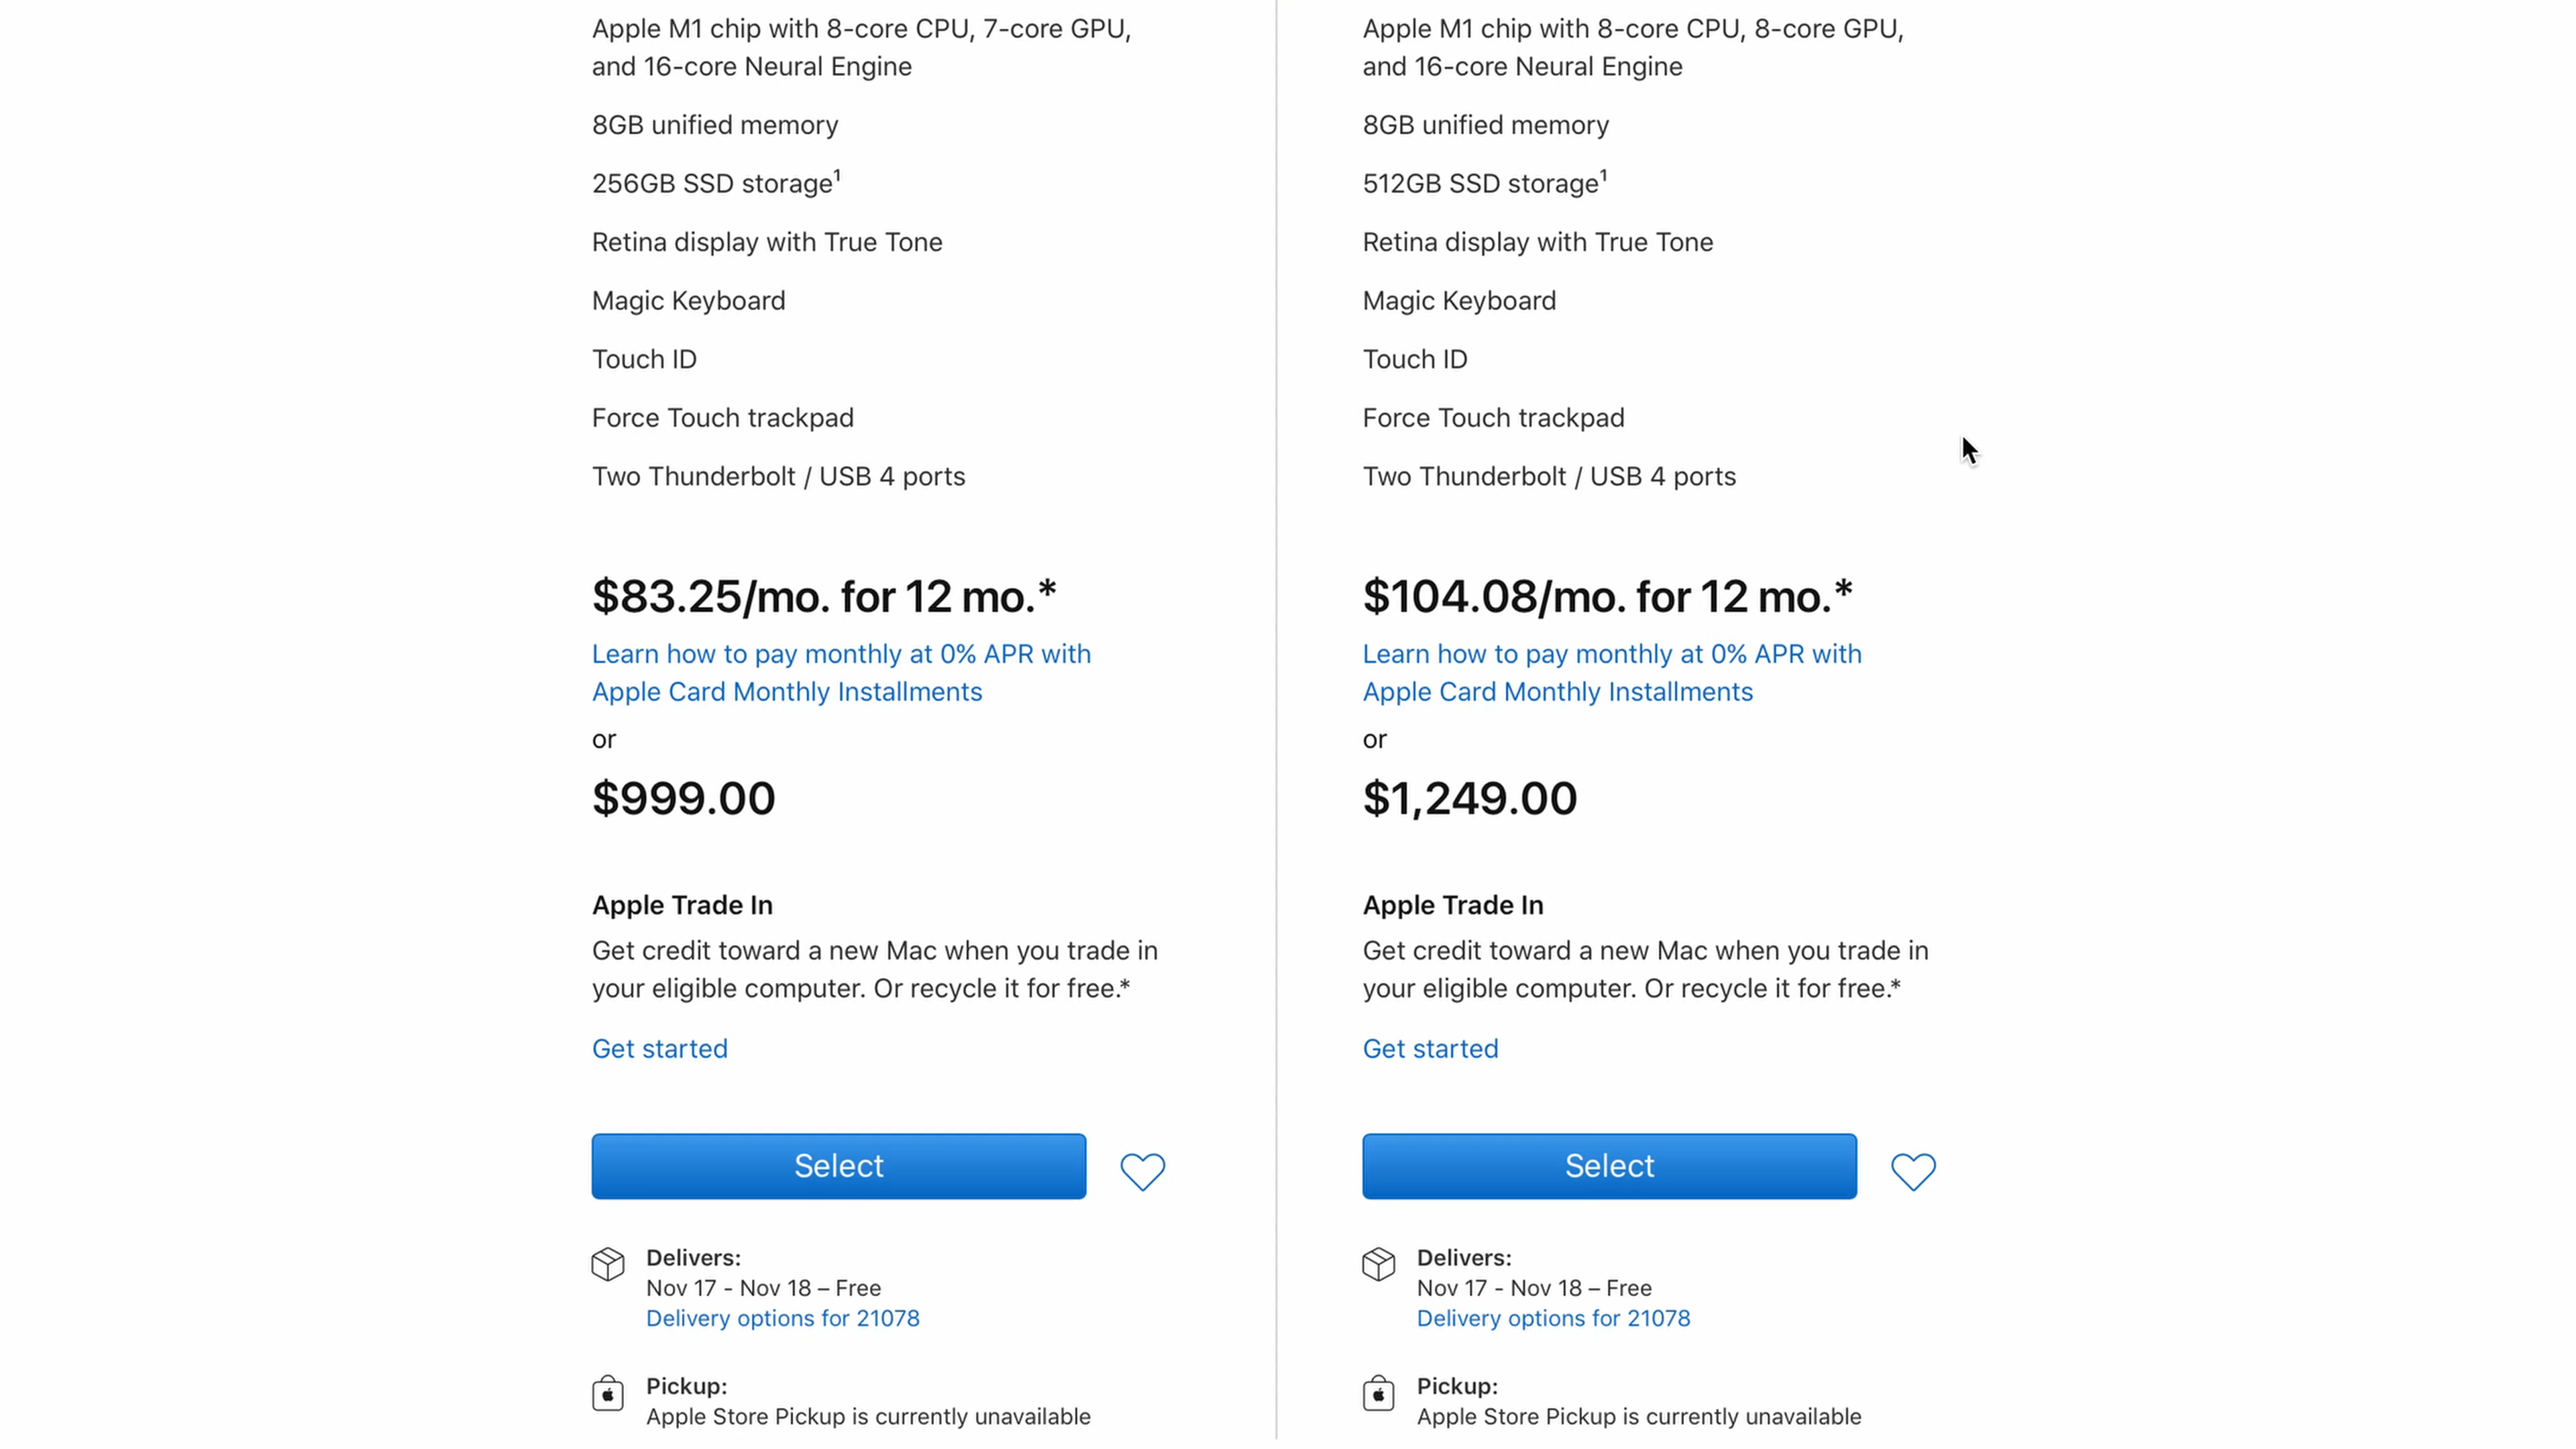 Apple M1 chip with 8-core CPU, 7-core GPU,
and 16-core Neural Engine
8GB unified memory
256GB SSD storage¹
Retina display with True Tone
Magic Keyboard
Touch ID
Force Touch trackpad
Two Thunderbolt / USB 4 ports
$83.25/mo. for 12 mo.*
Learn how to pay monthly at 0% APR with
Apple Card Monthly Installments
or
$999.00
Apple Trade In
Get credit toward a new Mac when you trade in
your eligible computer. Or recycle it for free.*
Get started
Select
Delivers:
Nov 17 - Nov 18 – Free
Delivery options for 21078
Pickup:
Apple Store Pickup is currently unavailable
Apple M1 chip with 8-core CPU, 8-core GPU,
and 16-core Neural Engine
8GB unified memory
512GB SSD storage¹
Retina display with True Tone
Magic Keyboard
Touch ID
Force Touch trackpad
Two Thunderbolt / USB 4 ports
$104.08/mo. for 12 mo.*
Learn how to pay monthly at 0% APR with
Apple Card Monthly Installments
or
$1,249.00
Apple Trade In
Get credit toward a new Mac when you trade in
your eligible computer. Or recycle it for free.*
Get started
Select
Delivers:
Nov 17 - Nov 18 – Free
Delivery options for 21078
Pickup:
Apple Store Pickup is currently unavailable